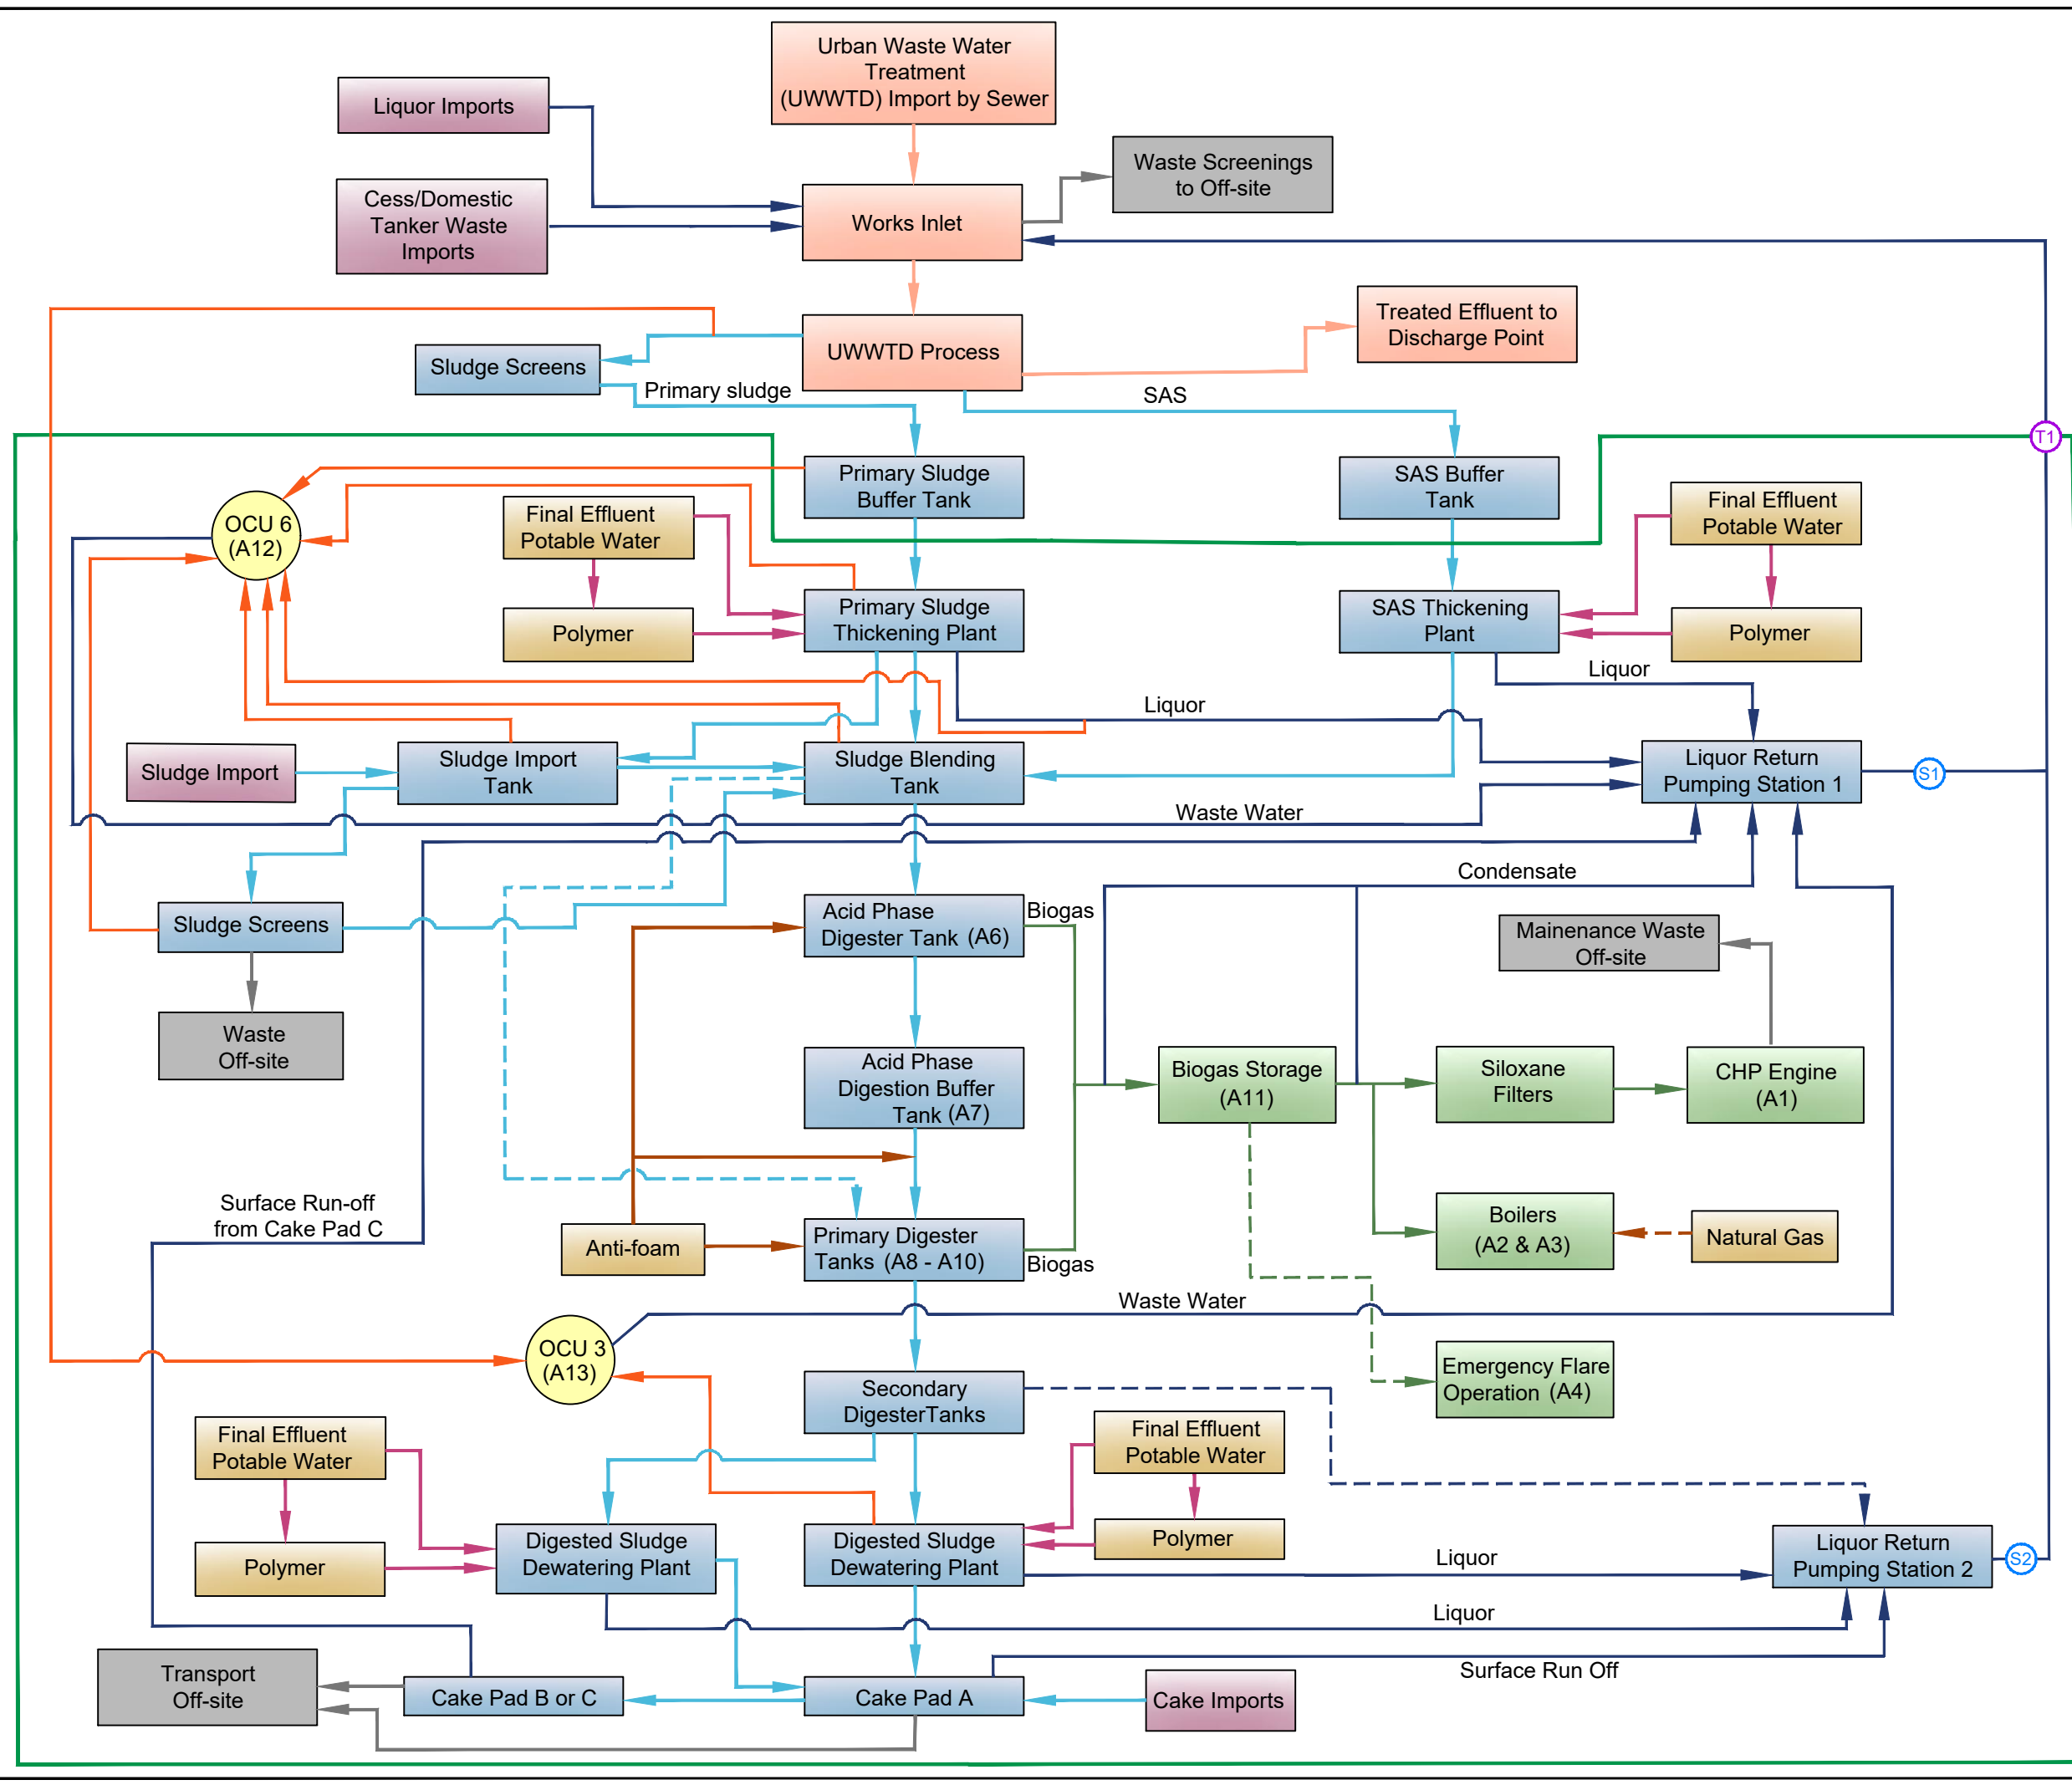 Urban Waste Water
Treatment
(UWWTD) Import by Sewer
Liquor Imports
Waste Screenings
to Off-site
Cess/Domestic
Tanker Waste
Imports
Works Inlet
Treated Effluent to
Discharge Point
UWWTD Process
Sludge Screens
Primary sludge
SAS
T1
Primary Sludge
Buffer Tank
SAS Buffer
Tank
OCU 6
(A12)
Final Effluent
Potable Water
Final Effluent
Potable Water
Primary Sludge
Thickening Plant
SAS Thickening
Plant
Polymer
Polymer
Liquor
Liquor
Sludge Import
Sludge Import
Tank
Sludge Blending
Tank
Liquor Return
Pumping Station 1
S1
Waste Water
Condensate
Sludge Screens
Acid Phase
Digester Tank (A6)
Biogas
Mainenance Waste
Off-site
Waste
Off-site
Acid Phase
Digestion Buffer
Tank (A7)
Biogas Storage
(A11)
Siloxane
Filters
CHP Engine
(A1)
Surface Run-off
from Cake Pad C
Anti-foam
Primary Digester
Tanks (A8 - A10)
Biogas
Boilers
(A2 & A3)
Natural Gas
Waste Water
OCU 3
(A13)
Secondary
DigesterTanks
Emergency Flare
Operation (A4)
Final Effluent
Potable Water
Final Effluent
Potable Water
Polymer
Digested Sludge
Dewatering Plant
Digested Sludge
Dewatering Plant
Polymer
Liquor
Liquor Return
Pumping Station 2
S2
Liquor
Transport
Off-site
Cake Pad B or C
Cake Pad A
Cake Imports
Surface Run Off